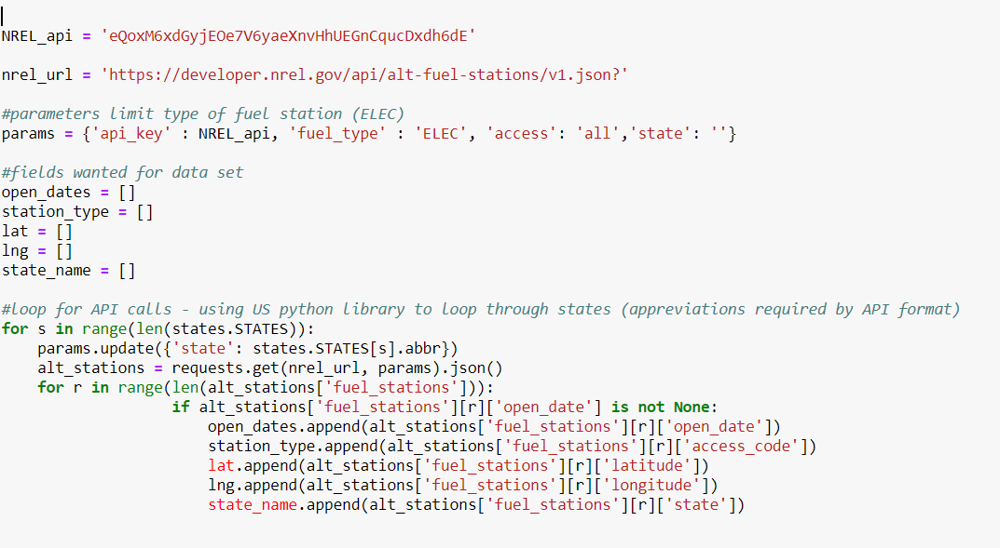 NREL_api = 'eQoxM6xdGyjEOe7V6yaeXnvHhUEGnCqucDxdh6dE'
nrel_url = 'https://developer.nrel.gov/api/alt-fuel-stations/v1.json?'
#parameters limit type of fuel station (ELEC)
params = {'api_key' : NREL_api, 'fuel_type' : 'ELEC', 'access': 'all','state': ''}
#fields wanted for data set
open_dates = []
station_type = []
lat = []
lng = []
state_name = []
#loop for API calls - using US python library to loop through states (appreviations required by API format)
for s in range(len(states.STATES)):
    params.update({'state': states.STATES[s].abbr})
    alt_stations = requests.get(nrel_url, params).json()
    for r in range(len(alt_stations['fuel_stations'])):
                   if alt_stations['fuel_stations'][r]['open_date'] is not None:
                       open_dates.append(alt_stations['fuel_stations'][r]['open_date'])
                       station_type.append(alt_stations['fuel_stations'][r]['access_code'])
                       lat.append(alt_stations['fuel_stations'][r]['latitude'])
                       lng.append(alt_stations['fuel_stations'][r]['longitude'])
                       state_name.append(alt_stations['fuel_stations'][r]['state'])